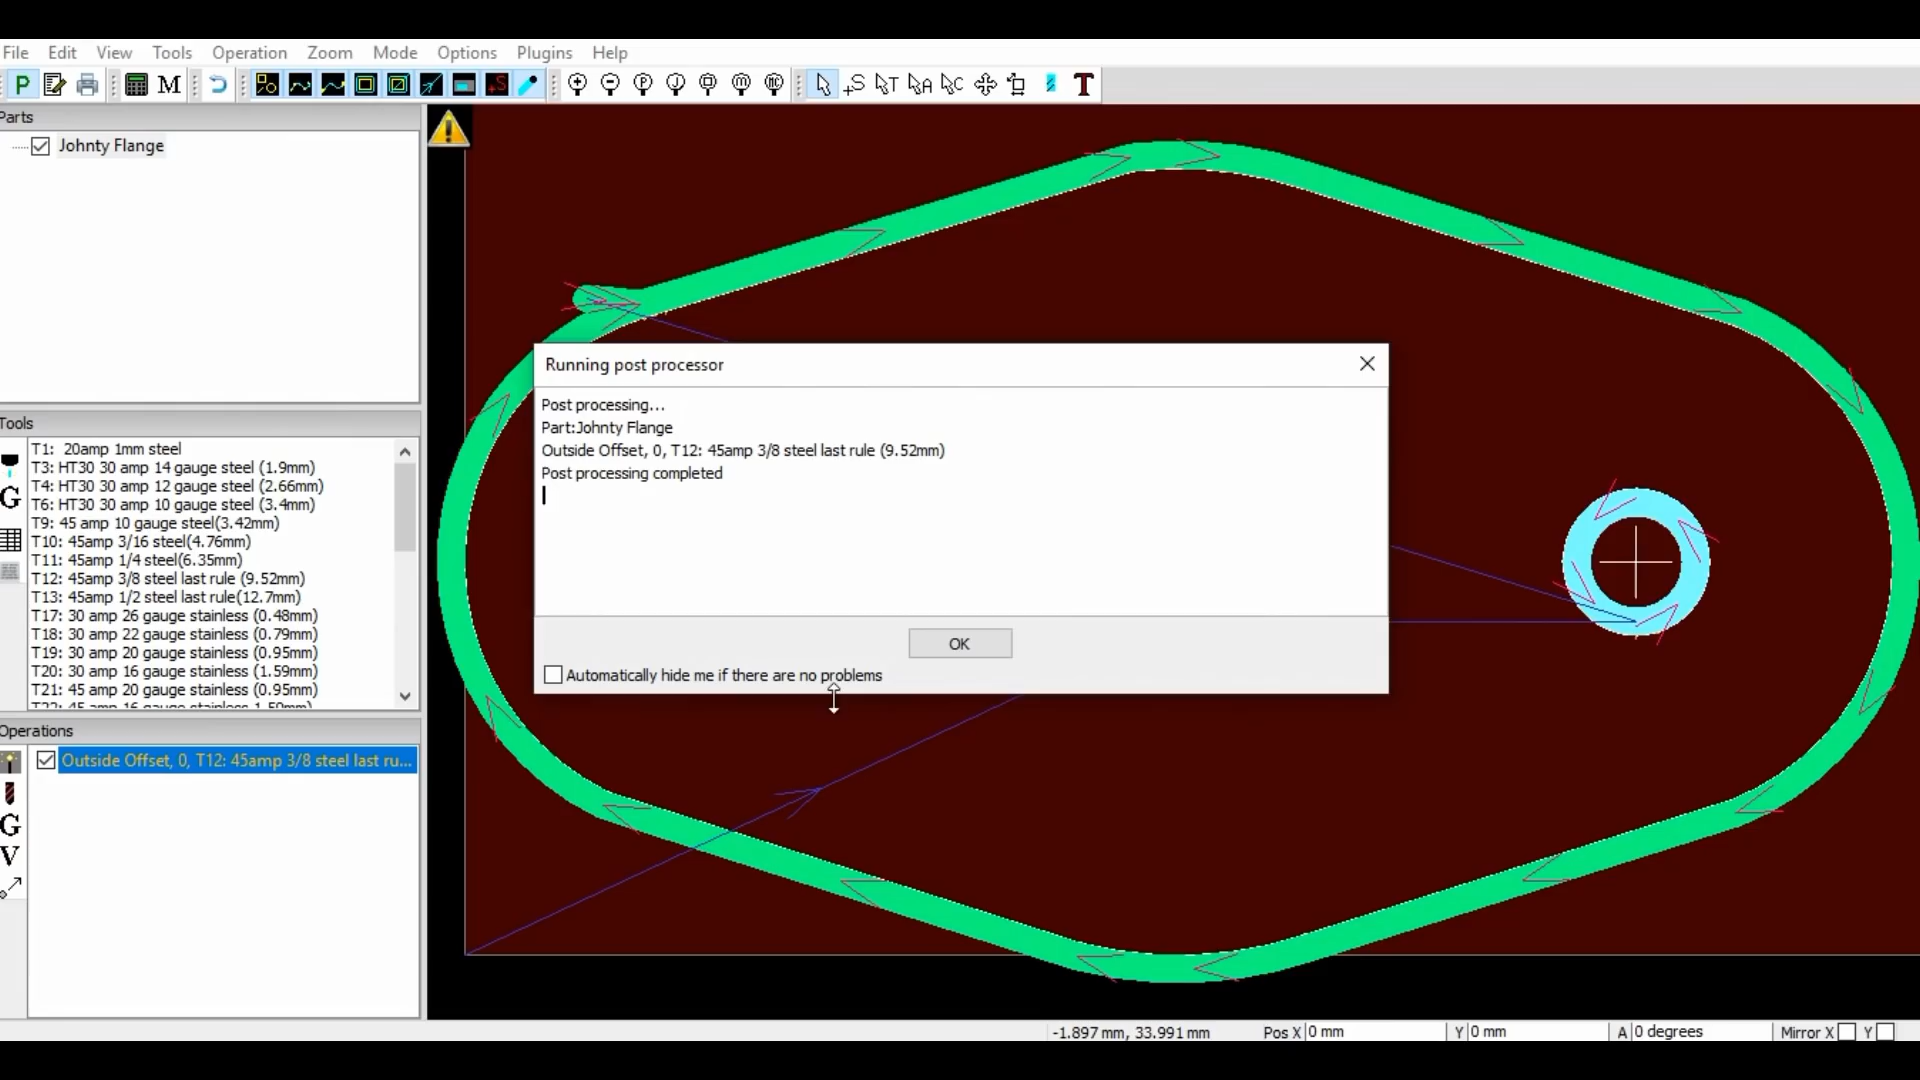 File Edit View Tools Operation Zoom Mode Options Plugins Help
P M S T A C T
Parts
Johnty Flange
Tools
T1: 20amp 1mm steel
T3: HT30 30 amp 14 gauge steel (1.9mm)
T4: HT30 30 amp 12 gauge steel (2.66mm)
T6: HT30 30 amp 10 gauge steel (3.4mm)
T9: 45 amp 10 gauge steel(3.42mm)
T10: 45amp 3/16 steel(4.76mm)
T11: 45amp 1/4 steel(6.35mm)
T12: 45amp 3/8 steel last rule (9.52mm)
T13: 45amp 1/2 steel last rule(12.7mm)
T17: 30 amp 26 gauge stainless (0.48mm)
T18: 30 amp 22 gauge stainless (0.79mm)
T19: 30 amp 20 gauge stainless (0.95mm)
T20: 30 amp 16 gauge stainless (1.59mm)
T21: 45 amp 20 gauge stainless (0.95mm)
G
Operations
Outside Offset, 0, T12: 45amp 3/8 steel last ru...
G
V
Running post processor
Post processing...
Part:Johnty Flange
Outside Offset, 0, T12: 45amp 3/8 steel last rule (9.52mm)
Post processing completed
OK
Automatically hide me if there are no problems
-1.897 mm, 33.991 mm Pos X 0 mm Y 0 mm A 0 degrees Mirror X Y